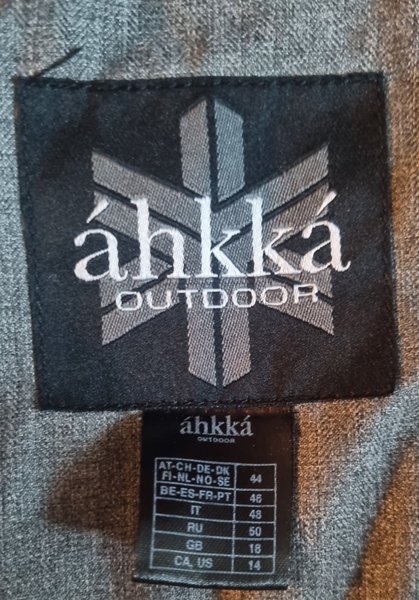 áhkká
OUTDOOR
áhkká
OUTDOOR
AT-CH-DE-DK
FI-NL-NO-SE 44
BE-ES-FR-PT 46
IT 48
RU 50
GB 18
CA, US 14